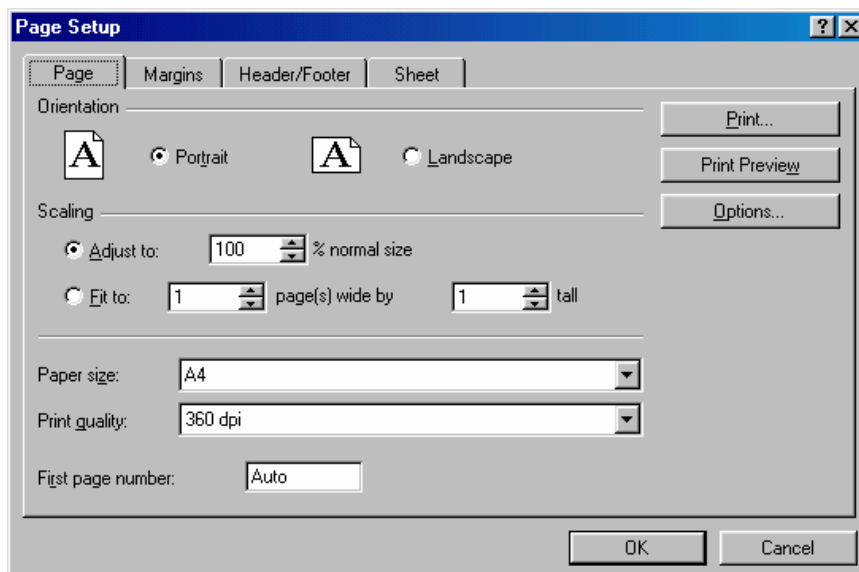 Page Setup
Page Margins Header/Footer Sheet
Orientation
A Portrait A Landscape
Scaling
Adjust to: 100 % normal size
Fit to: 1 page(s) wide by 1 tall
Paper size: A4
Print quality: 360 dpi
First page number: Auto
Print...
Print Preview
Options...
OK Cancel